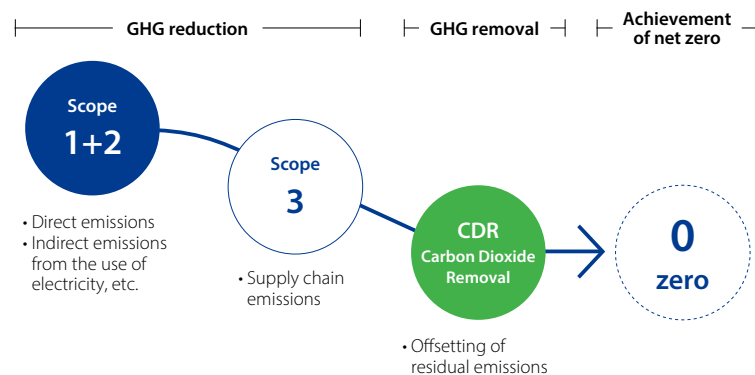 GHG reduction
GHG removal
Achievement
of net zero
Scope
1+2
Scope
3
CDR
Carbon Dioxide
Removal
0
zero
• Direct emissions
• Indirect emissions
from the use of
electricity, etc.
• Supply chain
emissions
• Offsetting of
residual emissions